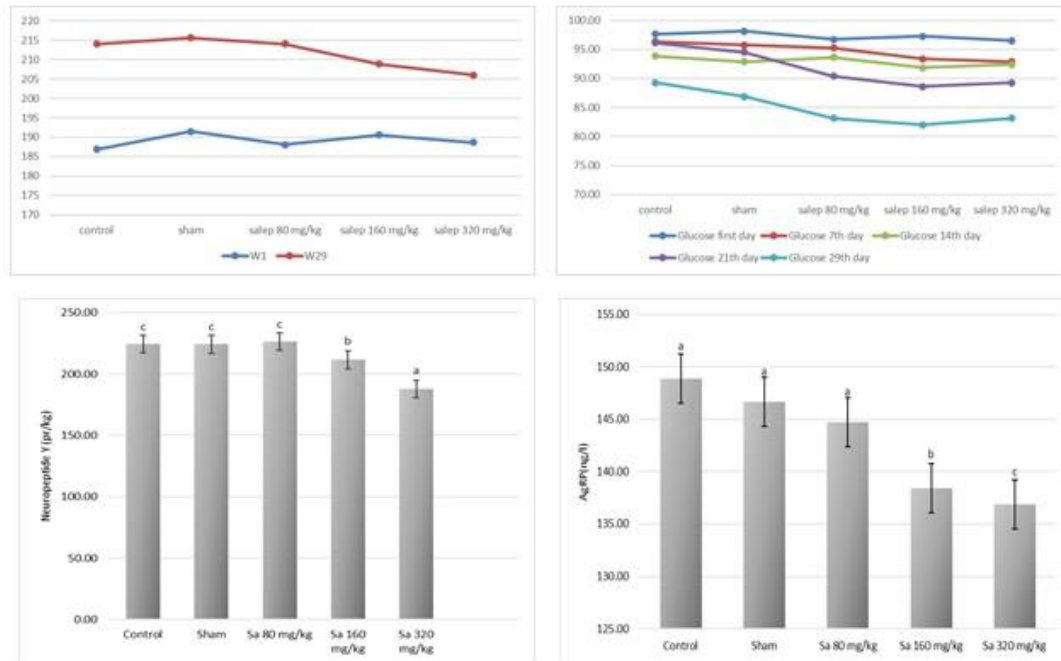 220
215
210
205
200
195
190
185
180
175
170
control sham salep 80 mg/kg salep 160 mg/kg salep 320 mg/kg
W1 W29
100.00
95.00
90.00
85.00
80.00
75.00
70.00
control sham salep 80 mg/kg salep 160 mg/kg salep 320 mg/kg
Glucose first day Glucose 7th day Glucose 14th day
Glucose 21th day Glucose 29th day
Neuropeptide Y (pr/kg)
250.00
200.00
150.00
100.00
50.00
0.00
c c c b a
Control Sham Sa 80 mg/kg Sa 160 mg/kg Sa 320 mg/kg
AgRP(ng/l)
155.00
150.00
145.00
140.00
135.00
130.00
125.00
a a a b c
Control Sham Sa 80 mg/kg Sa 160 mg/kg Sa 320 mg/kg